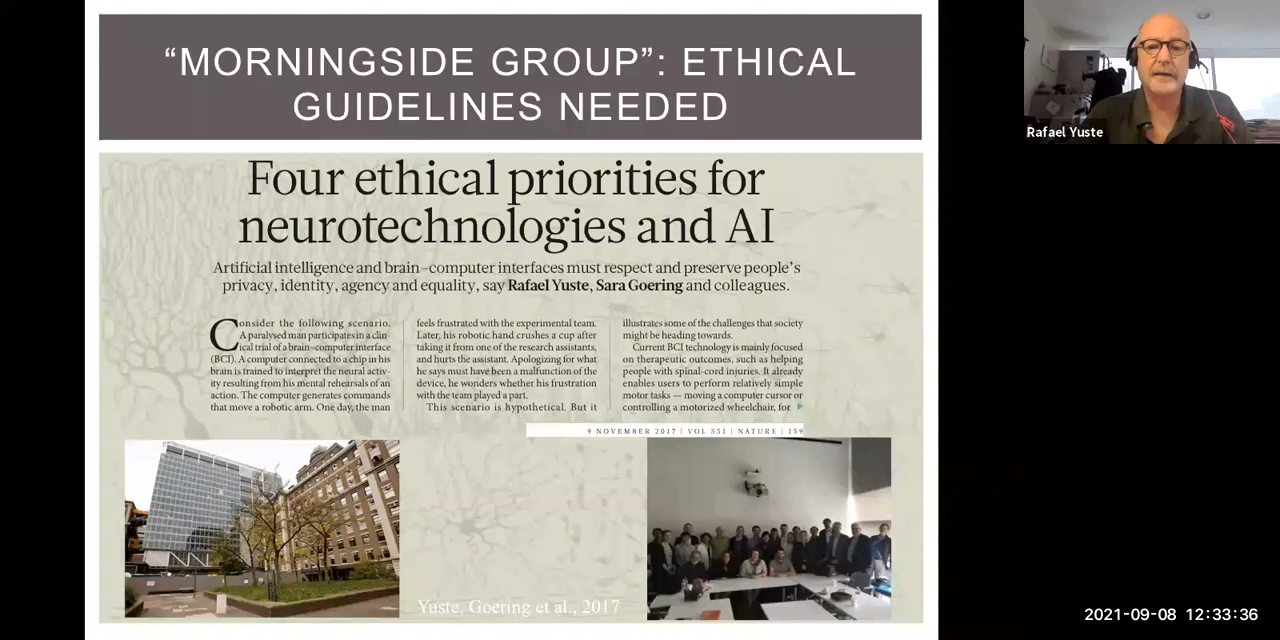 “MORNINGSIDE GROUP”: ETHICAL
GUIDELINES NEEDED
Four ethical priorities for
neurotechnologies and AI
Artificial intelligence and brain–computer interfaces must respect and preserve people’s
privacy, identity, agency and equality, say Rafael Yuste, Sara Goering and colleagues.
Consider the following scenario.
A paralysed man participates in a clin-
ical trial of a brain–computer interface
(BCI). A computer connected to a chip in his
brain is trained to interpret the neural activ-
ity resulting from his mental rehearsals of an
action. The computer generates commands
that move a robotic arm. One day, the man
feels frustrated with the experimental team.
Later, his robotic hand crushes a cup after
taking it from one of the research assistants,
and hurts the assistant. Apologizing for what
he says must have been a malfunction of the
device, he wonders whether his frustration
with the team played a part.
This scenario is hypothetical. But it
illustrates some of the challenges that society
might be heading towards.
Current BCI technology is mainly focused
on therapeutic outcomes, such as helping
people with spinal-cord injuries. It already
enables users to perform relatively simple
motor tasks — moving a computer cursor or
controlling a motorized wheelchair, for
9 NOVEMBER 2017 | VOL 551 | NATURE | 159
Yuste, Goering et al., 2017
Rafael Yuste
2021-09-08 12:33:36